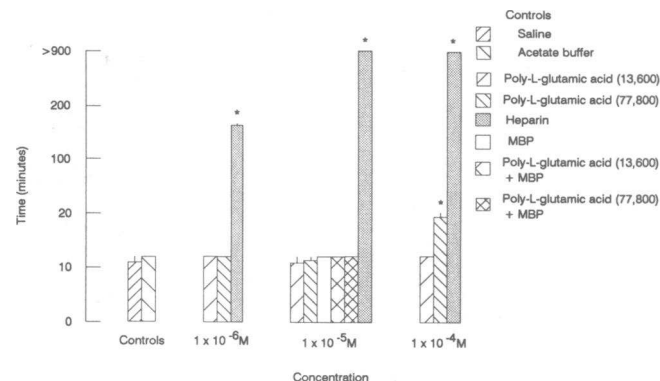 Controls
Saline
Acetate buffer
Poly-L-glutamic acid (13,600)
Poly-L-glutamic acid (77,800)
Heparin
MBP
Poly-L-glutamic acid (13,600)
+ MBP
Poly-L-glutamic acid (77,800)
+ MBP
Time (minutes)
>900
200
100
20
10
0
*
*
*
*
Controls
1 x 10 -6M
1 x 10 -5M
1 x 10 -4M
Concentration